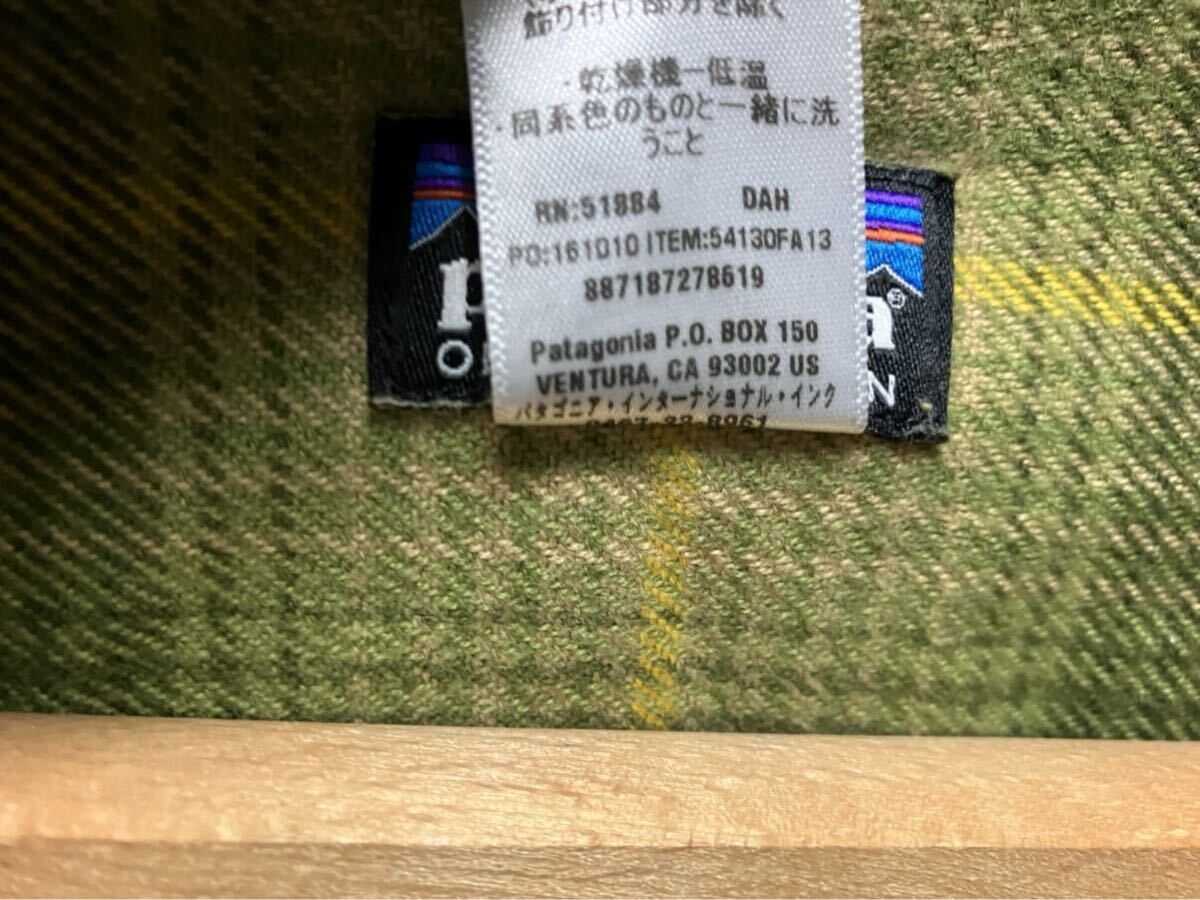 飾り付け部分を除く
・乾燥機ー低温
・同系色のものと一緒に洗
うこと
RN:51884 DAH
PO:161010 ITEM:54130FA13
887187278619
Patagonia P.O. BOX 150
VENTURA, CA 93002 US
パタゴニア・インターナショナル・インク